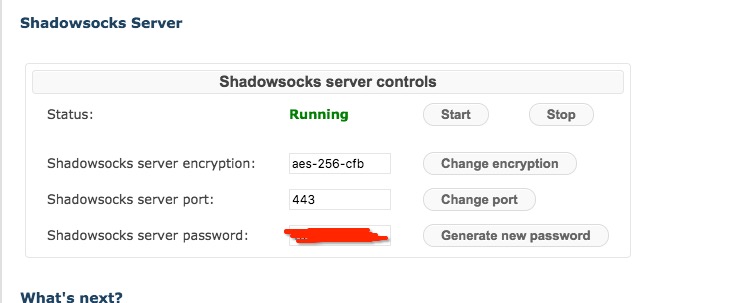 Shadowsocks Server
Shadowsocks server controls
Status: Running Start Stop
Shadowsocks server encryption: aes-256-cfb Change encryption
Shadowsocks server port: 443 Change port
Shadowsocks server password: Generate new password
What's next?